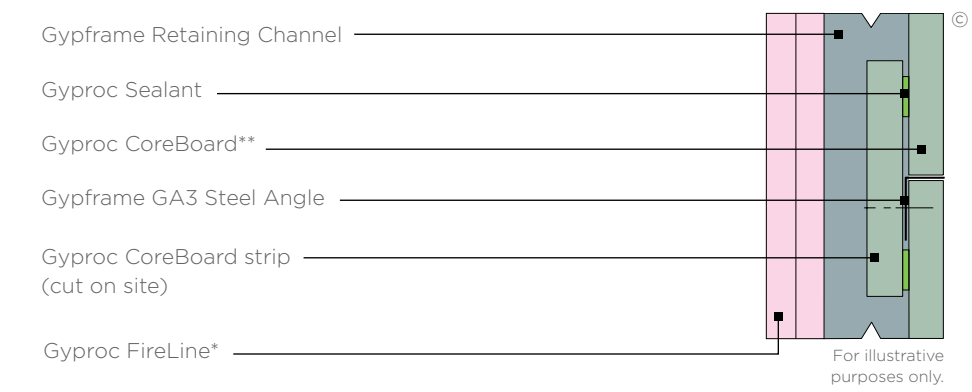 Gypframe Retaining Channel
©
Gyproc Sealant
Gyproc CoreBoard**
Gypframe GA3 Steel Angle
Gyproc CoreBoard strip
(cut on site)
Gyproc FireLine*
For illustrative
purposes only.